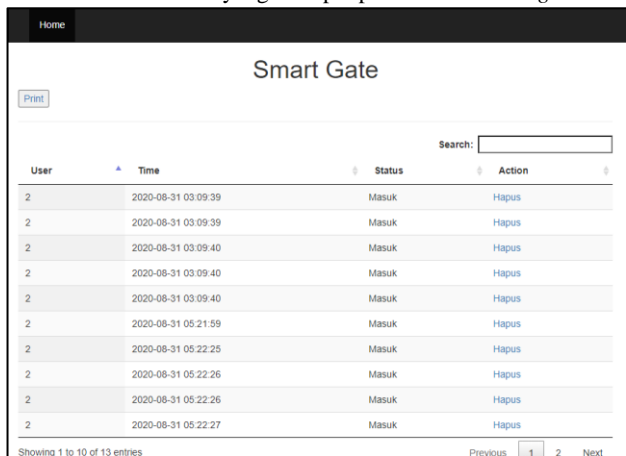 Home
Smart Gate
Print
Search:
User Time Status Action
2 2020-08-31 03:09:39 Masuk Hapus
2 2020-08-31 03:09:39 Masuk Hapus
2 2020-08-31 03:09:40 Masuk Hapus
2 2020-08-31 03:09:40 Masuk Hapus
2 2020-08-31 03:09:40 Masuk Hapus
2 2020-08-31 05:21:59 Masuk Hapus
2 2020-08-31 05:22:25 Masuk Hapus
2 2020-08-31 05:22:26 Masuk Hapus
2 2020-08-31 05:22:26 Masuk Hapus
2 2020-08-31 05:22:27 Masuk Hapus
Showing 1 to 10 of 13 entries Previous 1 2 Next